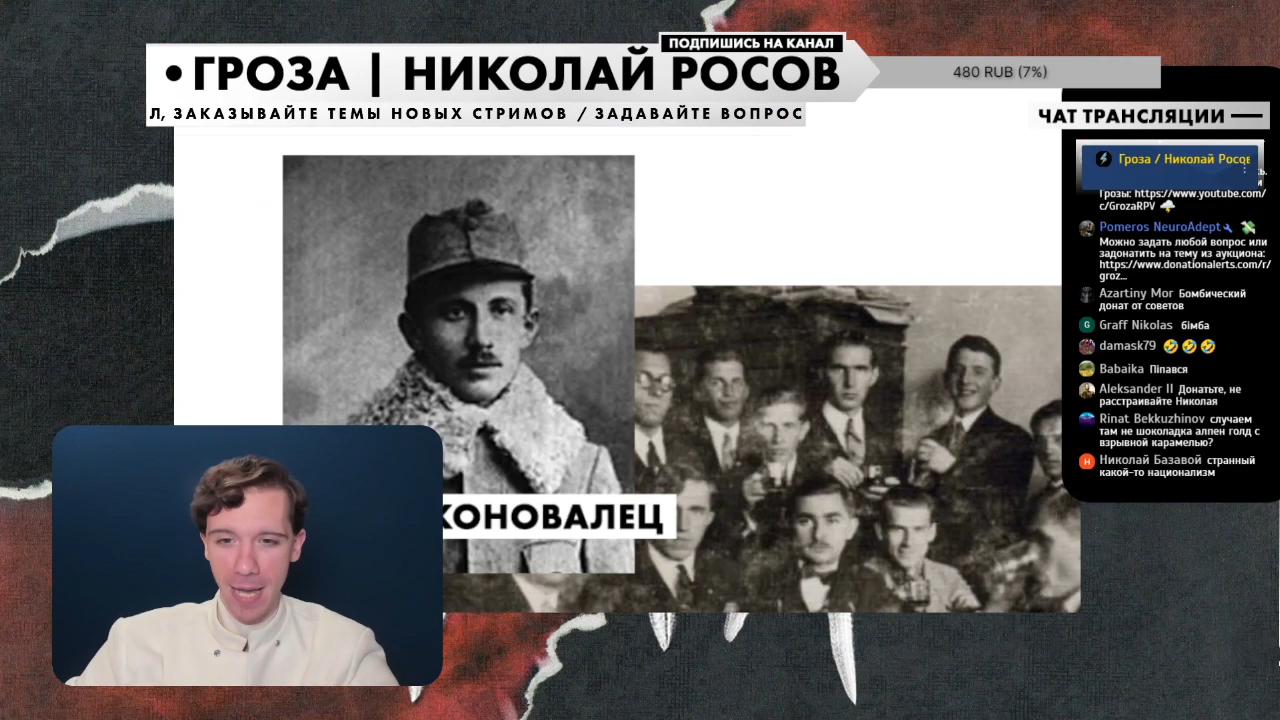 ПОДПИШИСЬ НА КАНАЛ
•ГРОЗА | НИКОЛАЙ РОСОВ
480 RUB (7%)
Л, ЗАКАЗЫВАЙТЕ ТЕМЫ НОВЫХ СТРИМОВ / ЗАДАВАЙТЕ ВОПРОС
ЧАТ ТРАНСЛЯЦИИ
Гроза / Николай Росов
Грозы: https://www.youtube.com/
c/GrozaRPV
Pomeros NeuroAdept
Можно задать любой вопрос или
задонатить на тему из аукциона:
https://www.donationalerts.com/r/
groz...
Azartiny Mor Бомбический
донат от советов
G Graff Nikolas бімба
damask79 🤣🤣🤣
Babaika Піпався
Aleksander II Донатьте, не
расстраивайте Николая
Rinat Bekkuzhinov случаем
там не шоколадка алпен голд с
взрывной карамелью?
Н Николай Базавой странный
какой-то национализм
КОНОВАЛЕЦ